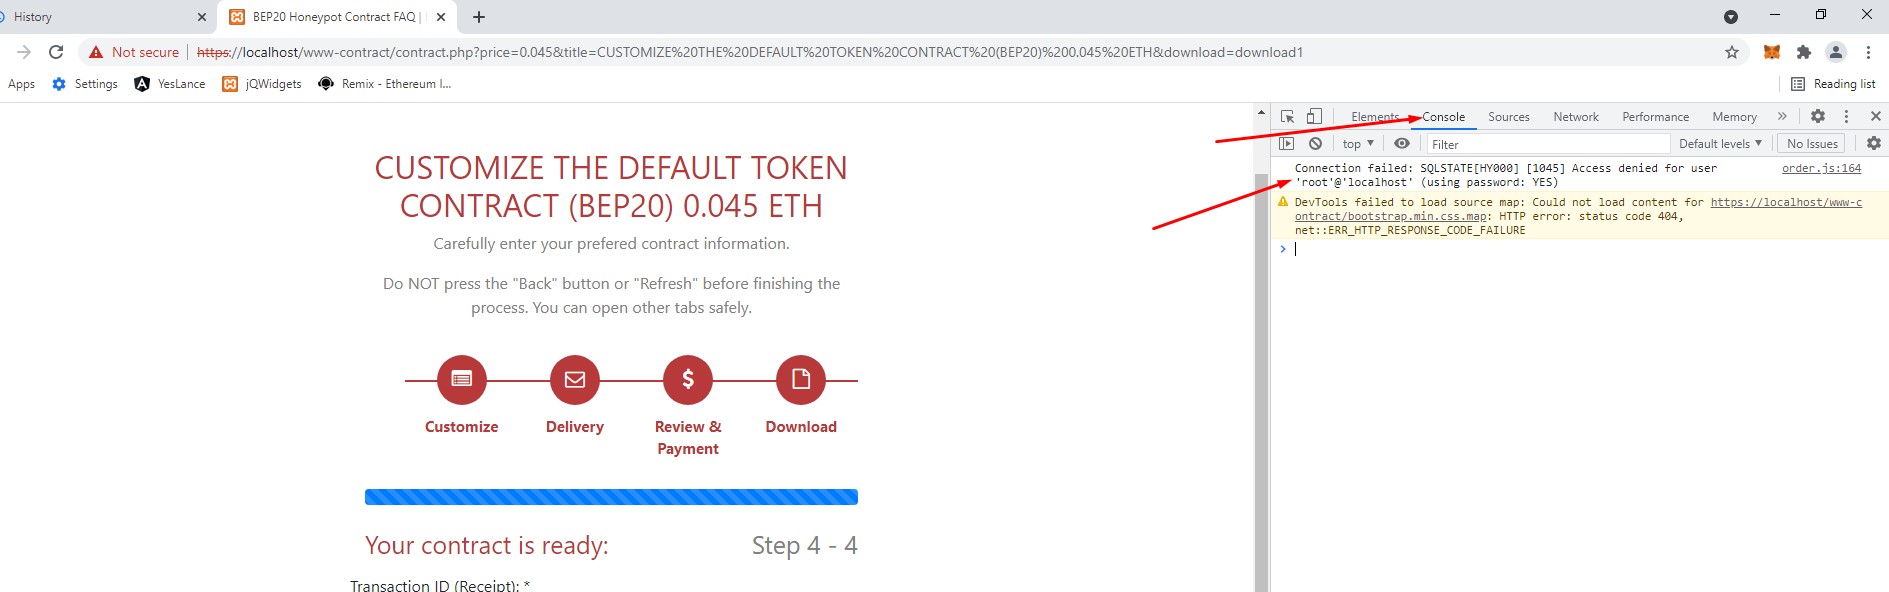 History
BEP20 Honeypot Contract FAQ |
Not secure
https://localhost/www-contract/contract.php?price=0.045&title=CUSTOMIZE%20THE%20DEFAULT%20TOKEN%20CONTRACT%20(BEP20)%200.045%20ETH&download=download1
Apps
Settings
YesLance
jQWidgets
Remix - Ethereum I...
Reading list
CUSTOMIZE THE DEFAULT TOKEN
CONTRACT (BEP20) 0.045 ETH
Carefully enter your prefered contract information.
Do NOT press the "Back" button or "Refresh" before finishing the
process. You can open other tabs safely.
Customize
Delivery
Review &
Payment
Download
Your contract is ready:
Step 4 - 4
Transaction ID (Receipt): *
Elements
Console
Sources
Network
Performance
Memory
top
Filter
Default levels
No Issues
Connection failed: SQLSTATE[HY000] [1045] Access denied for user
order.js:164
'root'@'localhost' (using password: YES)
DevTools failed to load source map: Could not load content for https://localhost/www-c
ontract/bootstrap.min.css.map: HTTP error: status code 404,
net::ERR_HTTP_RESPONSE_CODE_FAILURE